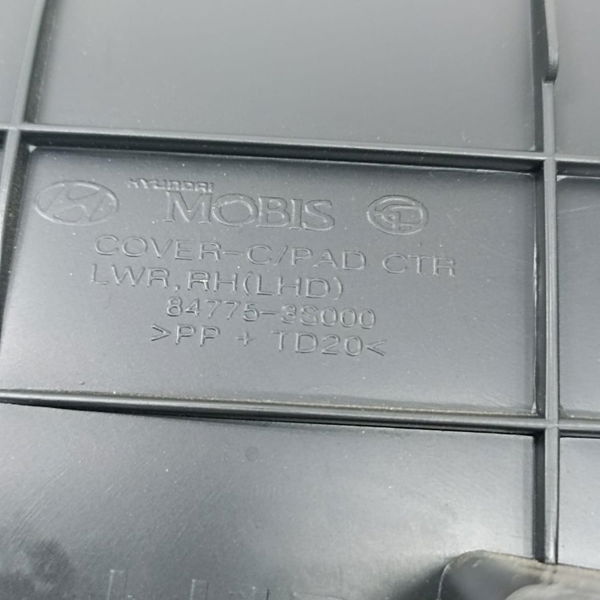 HYUNDAI
MOBIS
COVER-C/PAD CTR
LWR,RH(LHD)
84775-3S000
>PP + TD20<